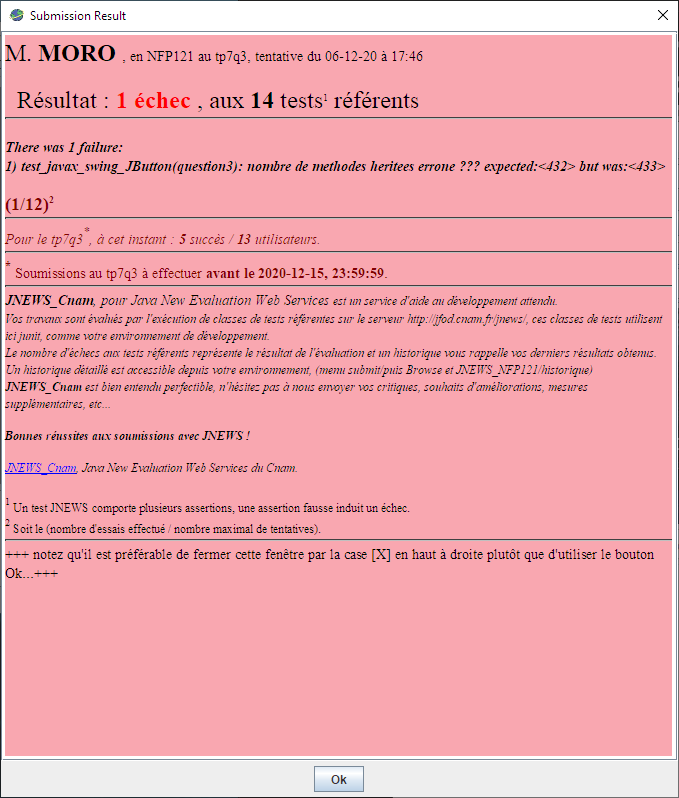 Submission Result
M. MORO , en NFP121 au tp7q3, tentative du 06-12-20 à 17:46
Résultat : 1 échec , aux 14 tests1 référents
There was 1 failure:
1) test_javax_swing_JButton(question3): nombre de methodes heritees errone ??? expected:<432> but was:<433>
(1/12)2
Pour le tp7q3*, à cet instant : 5 succès / 13 utilisateurs.
* Soumissions au tp7q3 à effectuer avant le 2020-12-15, 23:59:59.
JNEWS_Cnam, pour Java New Evaluation Web Services est un service d'aide au développement attendu.
Vos travaux sont évalués par l'exécution de classes de tests référentes sur le serveur http://jfod.cnam.fr/jnews/, ces classes de tests utilisent
ici junit, comme votre environnement de développement.
Le nombre d'échecs aux tests référents représente le résultat de l'évaluation et un historique vous rappelle vos derniers résultats obtenus.
Un historique détaillé est accessible depuis votre environnement, (menu submit/puis Browse et JNEWS_NFP121/historique)
JNEWS_Cnam est bien entendu perfectible, n'hésitez pas à nous envoyer vos critiques, souhaits d'améliorations, mesures
supplémentaires, etc...
Bonnes réussites aux soumissions avec JNEWS !
JNEWS_Cnam, Java New Evaluation Web Services du Cnam.
1 Un test JNEWS comporte plusieurs assertions, une assertion fausse induit un échec.
2 Soit le (nombre d'essais effectué / nombre maximal de tentatives).
+++ notez qu'il est préférable de fermer cette fenêtre par la case [X] en haut à droite plutôt que d'utiliser le bouton
Ok...+++
Ok